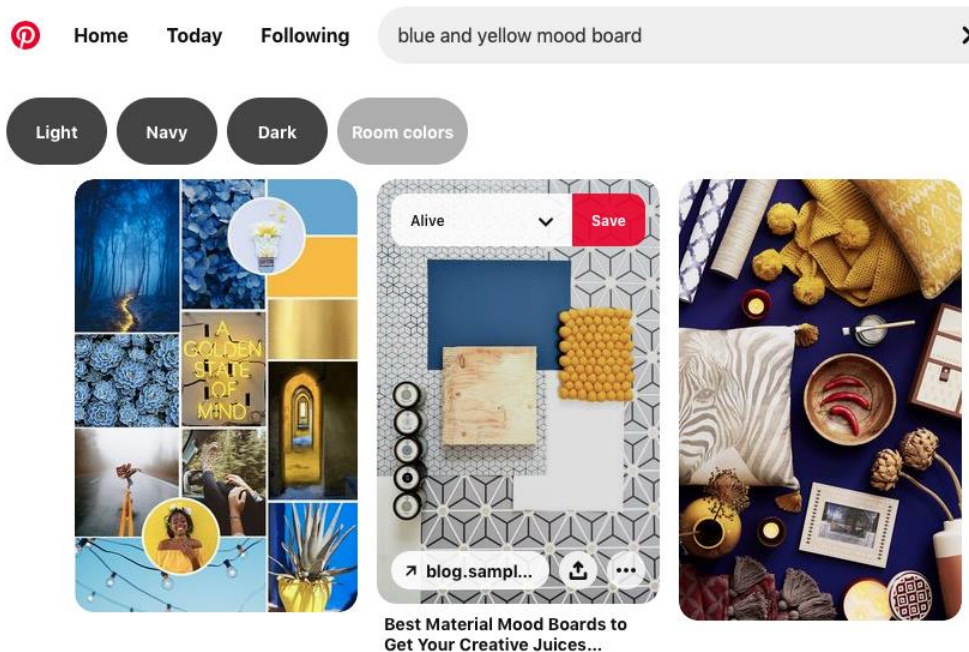 Home Today Following blue and yellow mood board
Light Navy Dark Room colors
Alive Save
A
GOLDEN
STATE
OF
MIND
blog.sampl...
Best Material Mood Boards to
Get Your Creative Juices...